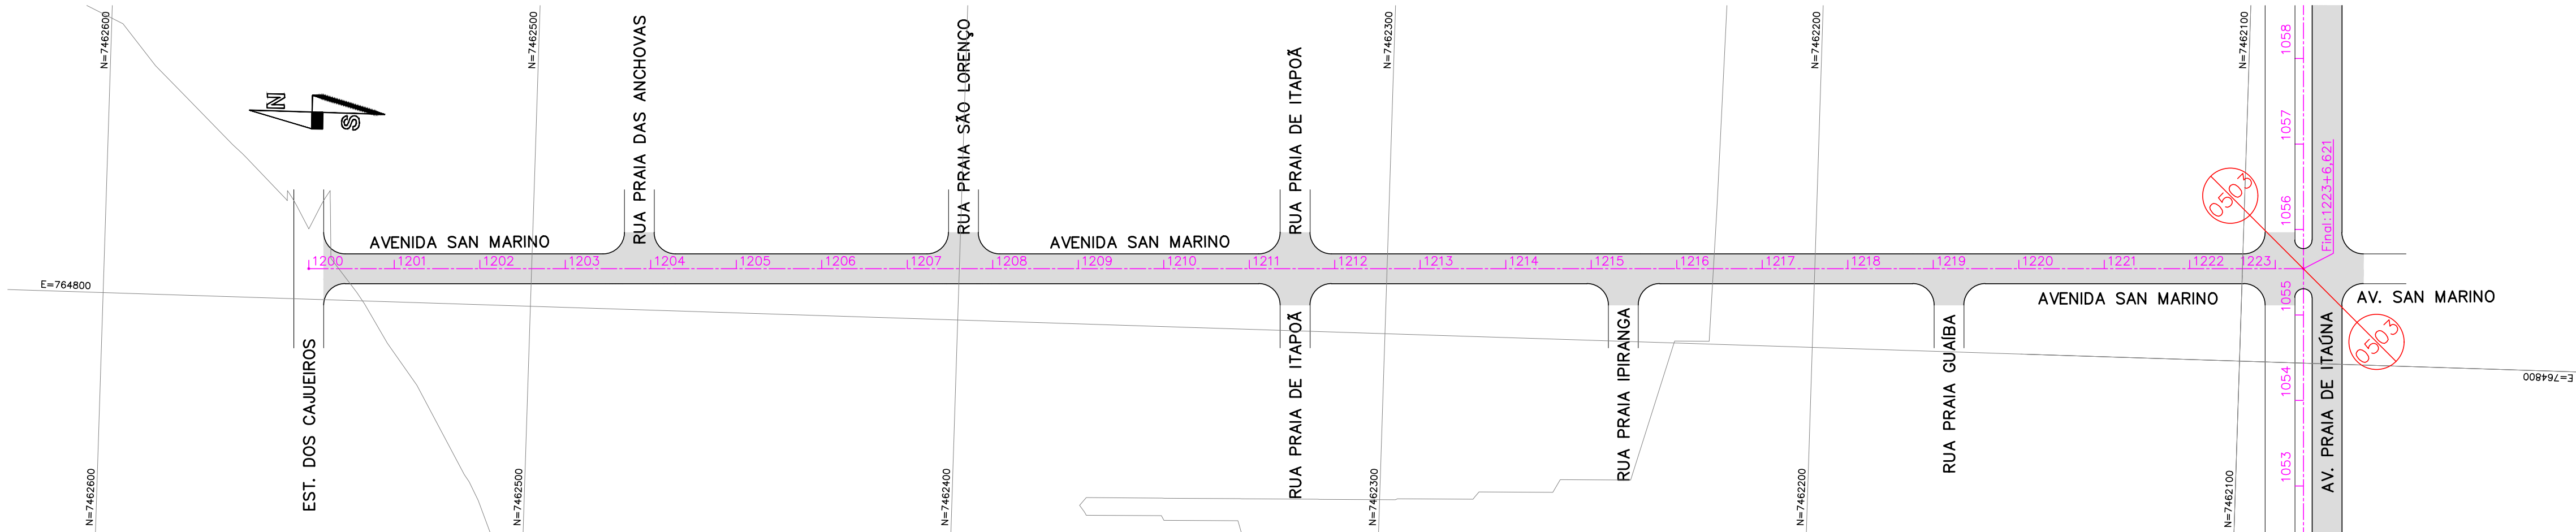 N=7462600
N=7462500
N=7462300
N=7462200
N=7462100
N
S
RUA PRAIA DAS ANCHOVAS
RUA PRAIA SÃO LORENÇO
RUA PRAIA DE ITAPOÃ
1058
1057
1056
1055
1054
1053
0503
Final:1223+6,621
AVENIDA SAN MARINO
AVENIDA SAN MARINO
1200
1201
1202
1203
1204
1205
1206
1207
1208
1209
1210
1211
1212
1213
1214
1215
1216
1217
1218
1219
1220
1221
1222
1223
E=764800
AVENIDA SAN MARINO
AV. SAN MARINO
0503
E=764800
EST. DOS CAJUEIROS
RUA PRAIA DE ITAPOÃ
RUA PRAIA IPIRANGA
RUA PRAIA GUAÍBA
AV. PRAIA DE ITAÚNA
N=7462600
N=7462500
N=7462400
N=7462300
N=7462200
N=7462100